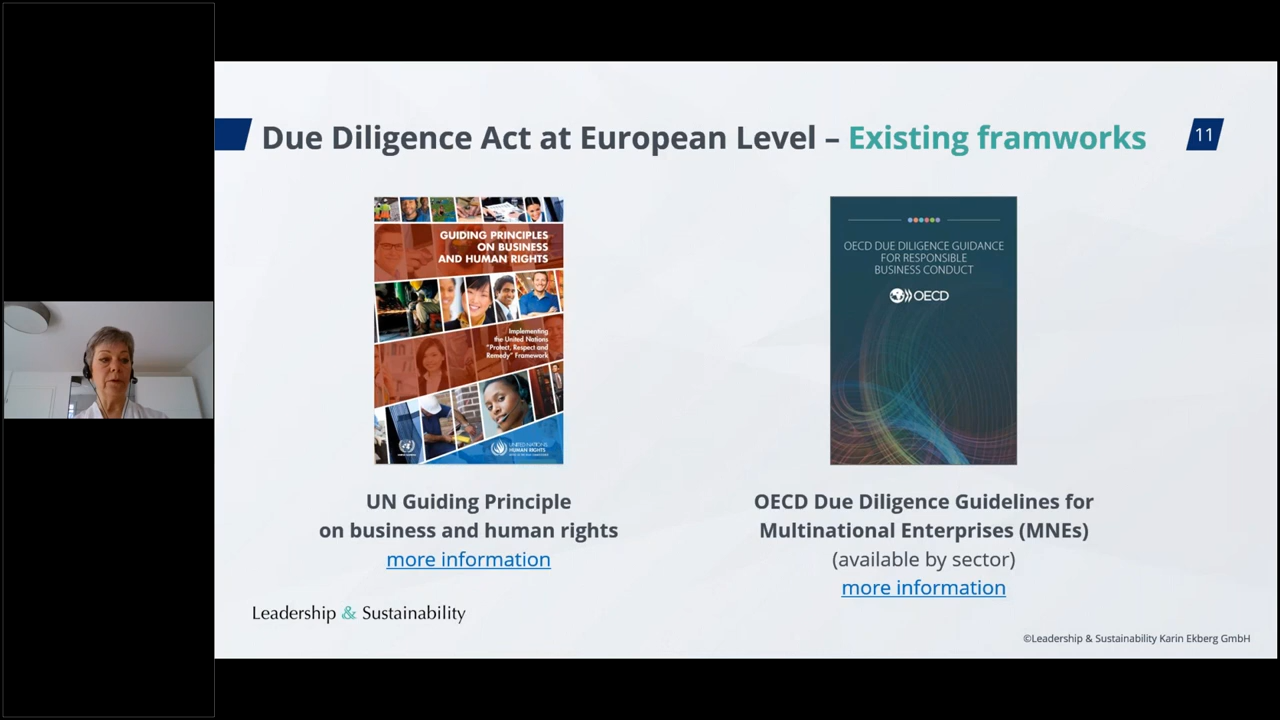 Due Diligence Act at European Level – Existing framworks
11
GUIDING PRINCIPLES
ON BUSINESS
AND HUMAN RIGHTS
Implementing
the United Nations
"Protect, Respect and
Remedy" Framework
UNITED NATIONS
HUMAN RIGHTS
OECD DUE DILIGENCE GUIDANCE
FOR RESPONSIBLE
BUSINESS CONDUCT
OECD
UN Guiding Principle
on business and human rights
more information
OECD Due Diligence Guidelines for
Multinational Enterprises (MNEs)
(available by sector)
more information
Leadership & Sustainability
©Leadership & Sustainability Karin Ekberg GmbH